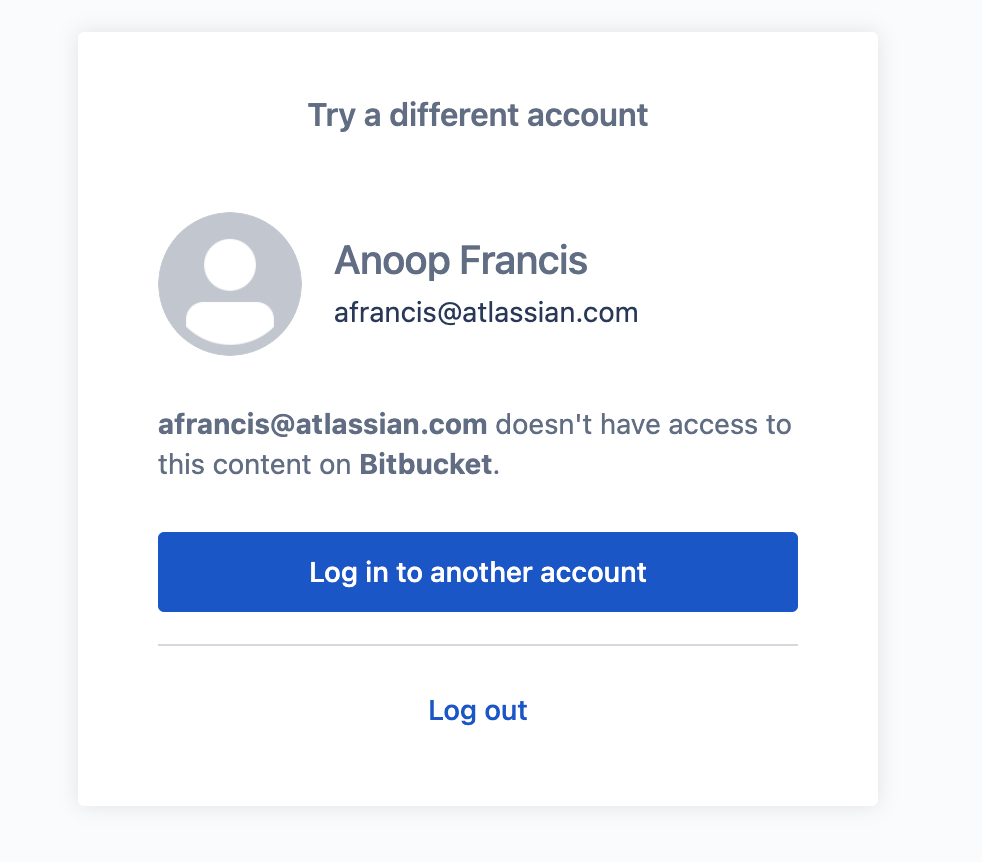 Try a different account
Anoop Francis
afrancis@atlassian.com
afrancis@atlassian.com doesn't have access to
this content on Bitbucket.
Log in to another account
Log out